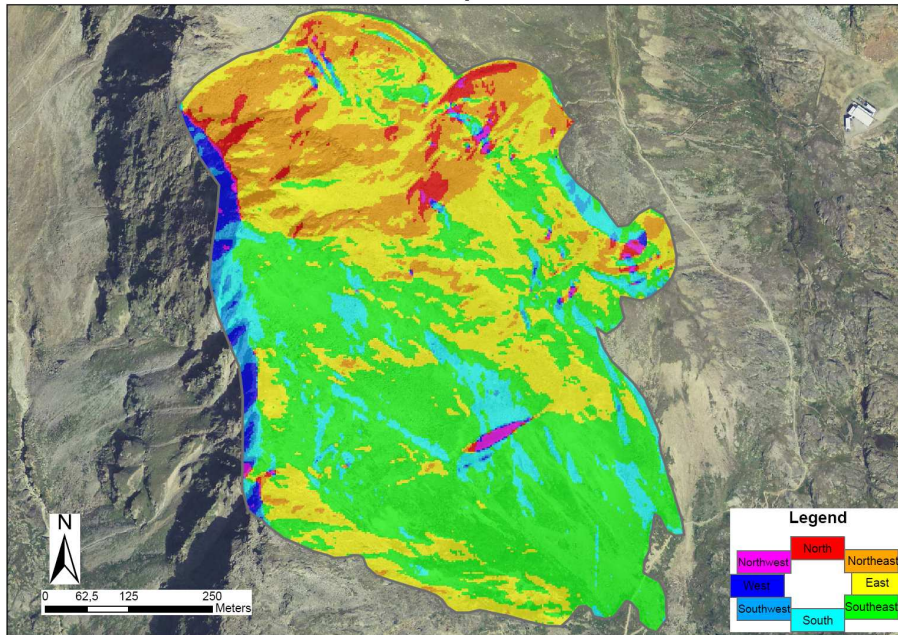 N
0 62,5 125 250
Meters
Legend
North
Northwest Northeast
West East
Southwest Southeast
South